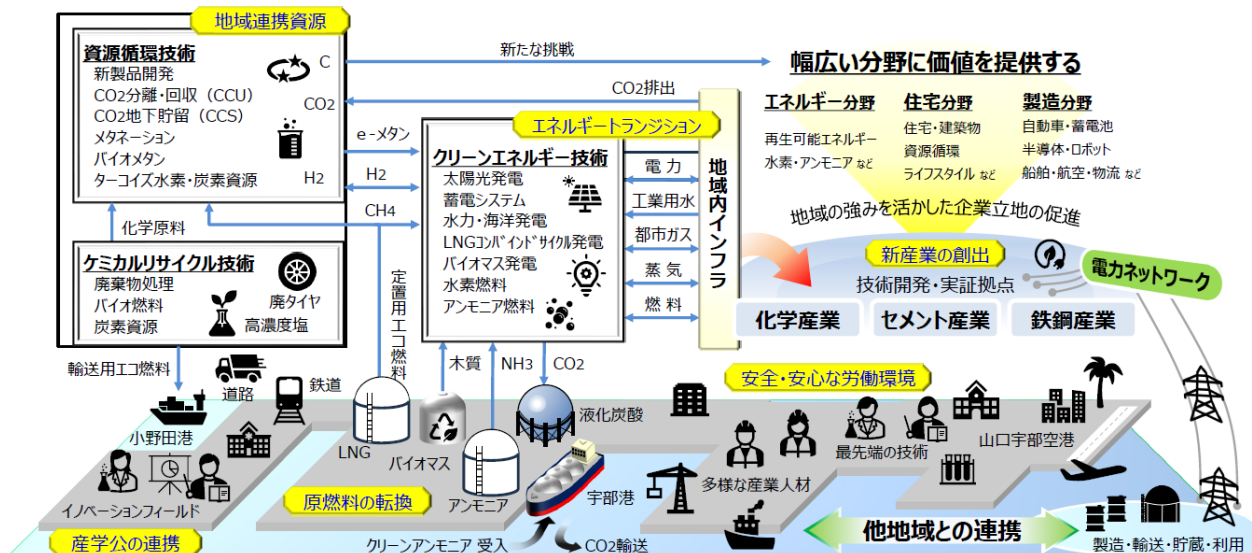 地域連携資源
資源循環技術
新製品開発
CO2分離・回収（CCU）
CO2地下貯留（CCS）
メタネーション
バイオメタン
ターコイズ水素・炭素資源
C
CO2
H2
化学原料
ケミカルリサイクル技術
廃棄物処理
バイオ燃料
炭素資源
廃タイヤ
高濃度塩
輸送用エコ燃料
新たな挑戦
CO2排出
e-メタン
H2
CH4
定置用エコ燃料
エネルギートランジション
クリーンエネルギー技術
太陽光発電
蓄電システム
水力・海洋発電
LNGｺﾝﾊﾞｲﾝﾄﾞｻｲｸﾙ発電
バイオマス発電
水素燃料
アンモニア燃料
電力
工業用水
都市ガス
蒸気
燃料
地域内インフラ
木質
NH3
CO2
幅広い分野に価値を提供する
エネルギー分野
再生可能エネルギー
水素・アンモニア など
住宅分野
住宅・建築物
資源循環
ライフスタイル など
製造分野
自動車・蓄電池
半導体・ロボット
船舶・航空・物流 など
地域の強みを活かした企業立地の促進
新産業の創出
技術開発・実証拠点
化学産業
セメント産業
鉄鋼産業
電力ネットワーク
道路
鉄道
小野田港
イノベーションフィールド
産学公の連携
LNG
バイオマス
アンモニア
液化炭酸
原燃料の転換
宇部港
クリーンアンモニア 受入
CO2輸送
安全・安心な労働環境
多様な産業人材
最先端の技術
山口宇部空港
他地域との連携
製造・輸送・貯蔵・利用